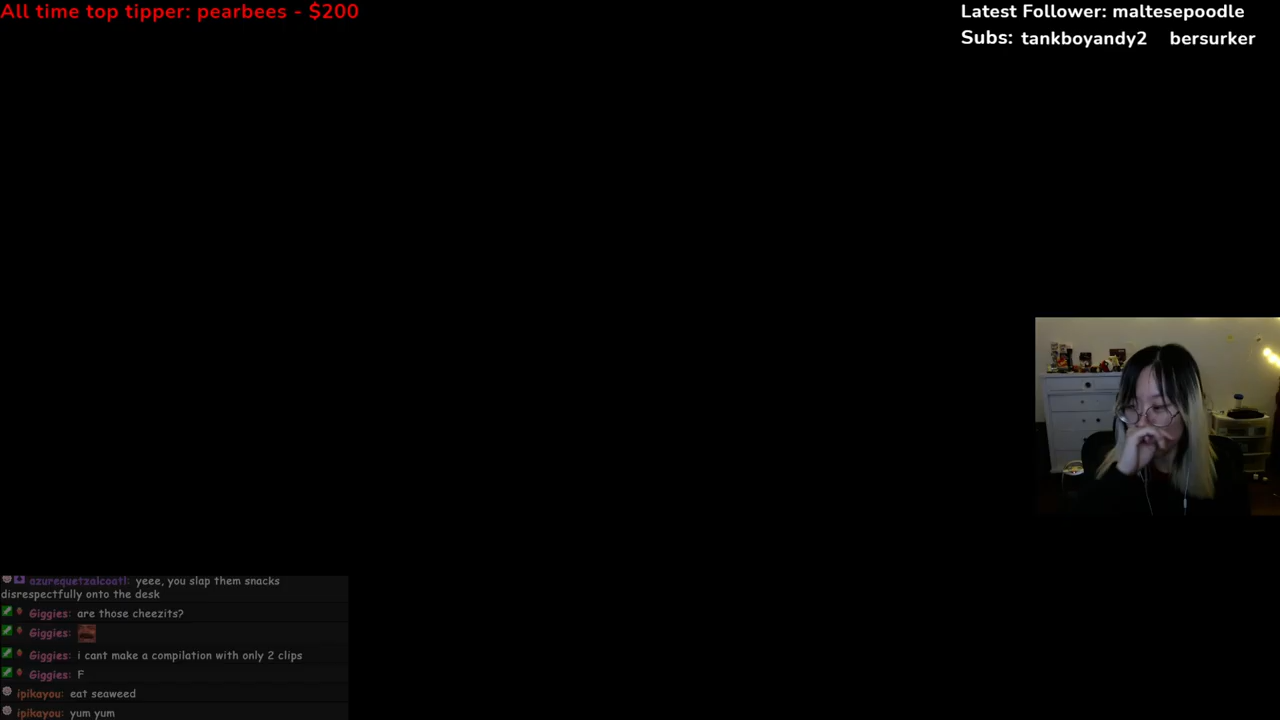 All time top tipper: pearbees - $200
Latest Follower: maltesepoodle
Subs: tankboyandy2 bersurker
azurequetzalcoatl: yeee, you slap them snacks
disrespectfully onto the desk
Giggies: are those cheezits?
Giggies:
Giggies: i cant make a compilation with only 2 clips
Giggies: F
ipikayou: eat seaweed
ipikayou: yum yum